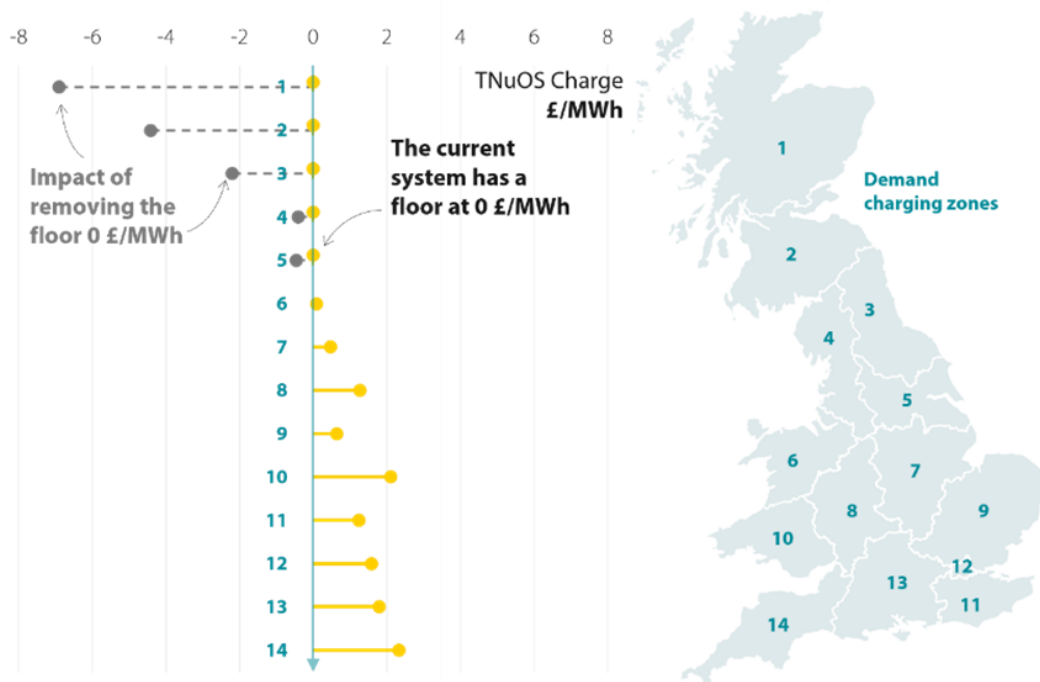 -8 -6 -4 -2 0 2 4 6 8
TNuOS Charge
£/MWh
1
2
3
4
5
6
7
8
9
10
11
12
13
14
Impact of
removing the
floor 0 £/MWh
The current
system has a
floor at 0 £/MWh
Demand
charging zones
1
2
3
4
5
6
7
8
9
10
12
13
11
14